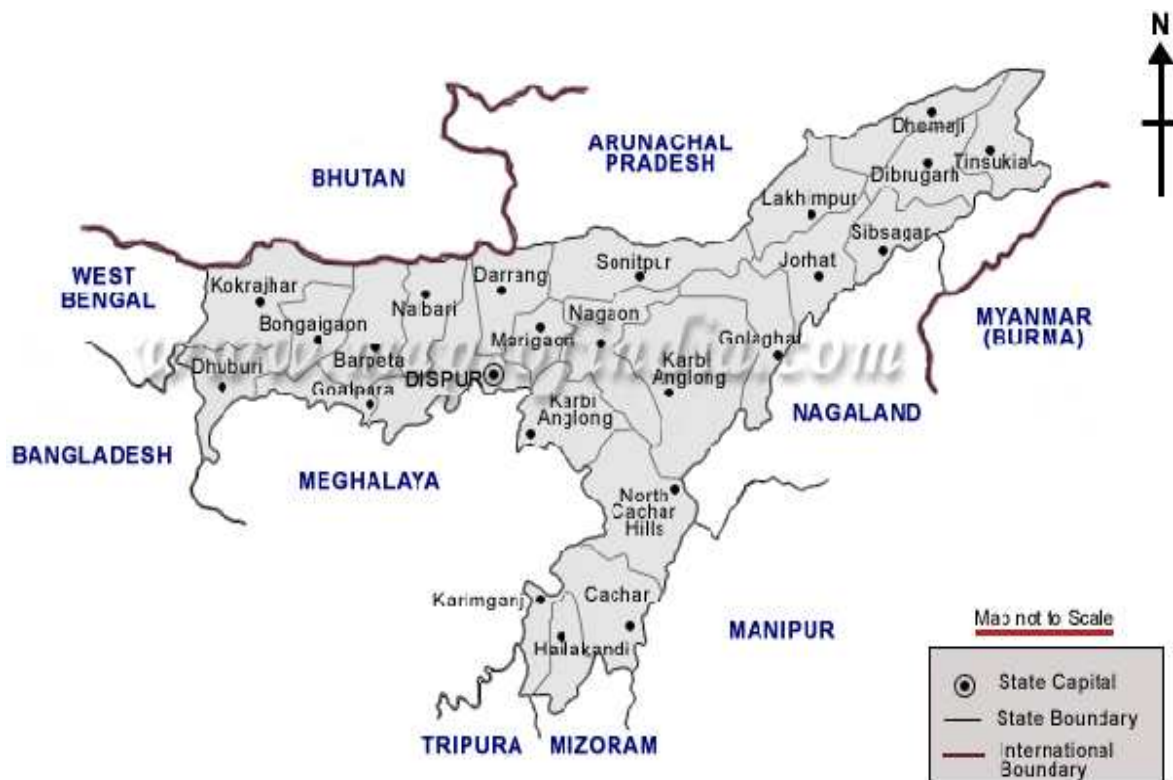 N
ARUNACHAL
PRADESH
BHUTAN
Dhemaji
Dibrugarh
Tinsukia
Lakhimpur
Sibsagar
Jorhat
WEST
BENGAL
Kokrajhar
Darrang
Sonitpur
Nalbari
Bongaigaon
Nagaon
Marigaon
MYANMAR
(BURMA)
Golaghat
Dhuburi
Barpeta
DISPUR
Karbi
Anglong
Goalpara
Karbi
Anglong
NAGALAND
BANGLADESH
MEGHALAYA
North
Cachar
Hills
Karimganj
Cachar
Hailakandi
MANIPUR
TRIPURA
MIZORAM
Map not to Scale
State Capital
State Boundary
International
Boundary